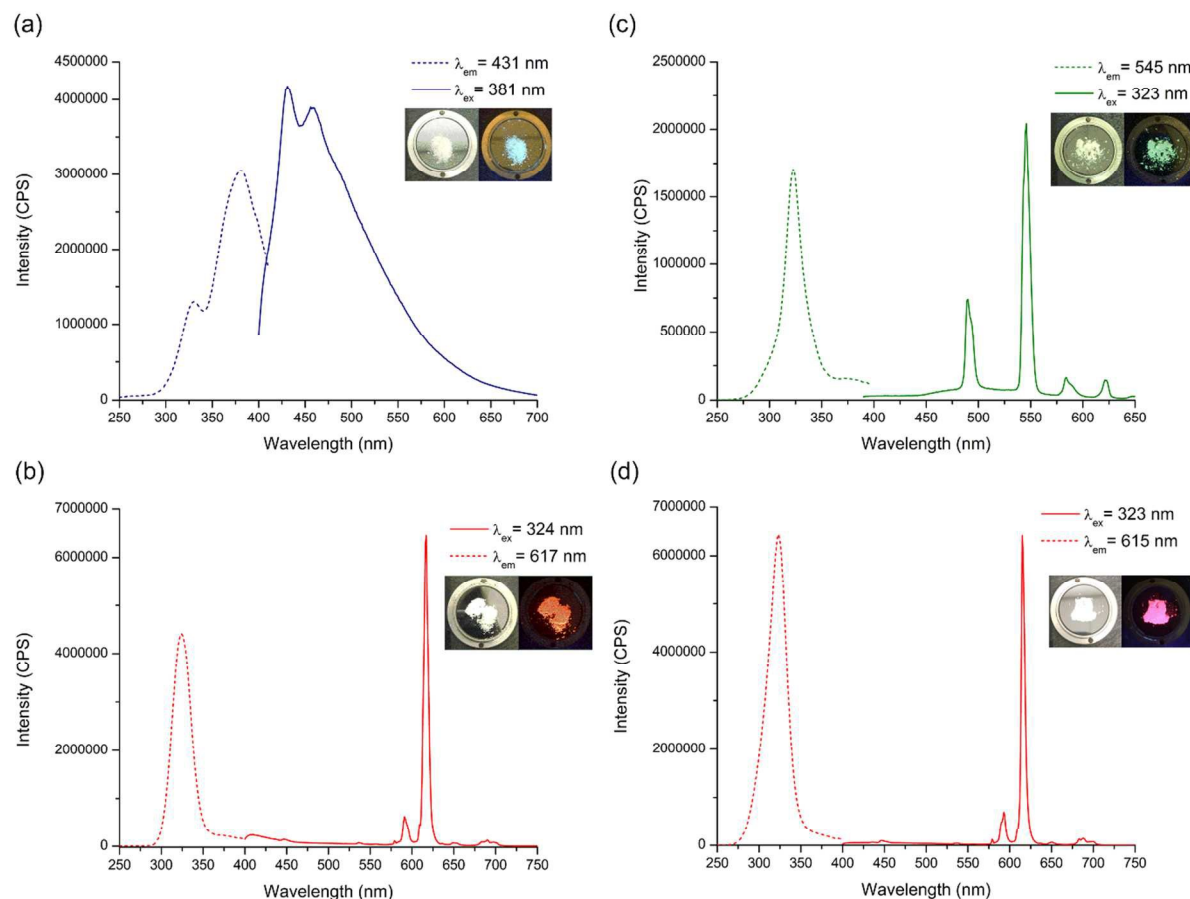 (a)
λem= 431 nm
λex= 381 nm
4500000
4000000
3000000
2000000
1000000
0
Intensity (CPS)
250 300 350 400 450 500 550 600 650 700
Wavelength (nm)
(c)
λem= 545 nm
λex= 323 nm
2500000
2000000
1500000
1000000
500000
0
Intensity (CPS)
250 300 350 400 450 500 550 600 650
Wavelength (nm)
(b)
λex= 324 nm
λem= 617 nm
7000000
6000000
4000000
2000000
0
Intensity (CPS)
250 300 350 400 450 500 550 600 650 700 750
Wavelength (nm)
(d)
λex= 323 nm
λem= 615 nm
7000000
6000000
4000000
2000000
0
Intensity (CPS)
250 300 350 400 450 500 550 600 650 700 750
Wavelength (nm)